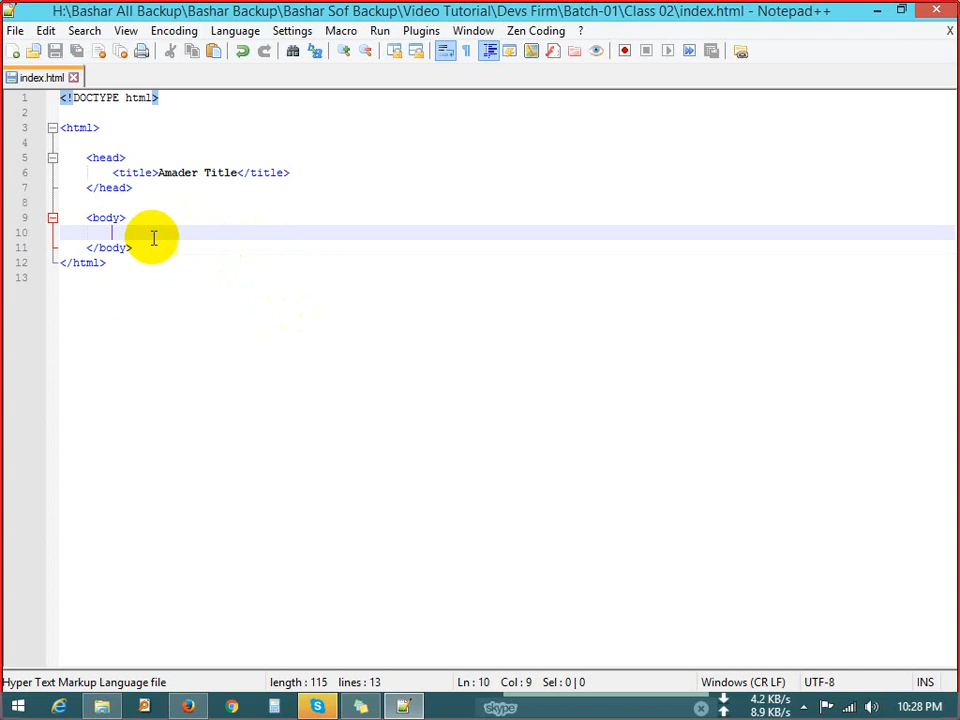 H:\Bashar All Backup\Bashar Backup\Bashar Sof Backup\Video Tutorial\Devs Firm\Batch-01\Class 02\index.html - Notepad++
File Edit Search View Encoding Language Settings Macro Run Plugins Window Zen Coding ? X
index.html
1 <!DOCTYPE html>
2
3 <html>
4
5 <head>
6 <title>Amader Title</title>
7 </head>
8
9 <body>
10
11 </body>
12 </html>
13
Hyper Text Markup Language file length : 115 lines : 13 Ln : 10 Col : 9 Sel : 0 | 0 Windows (CR LF) UTF-8 INS
skype 4.2 KB/s 10:28 PM
8.9 KB/s